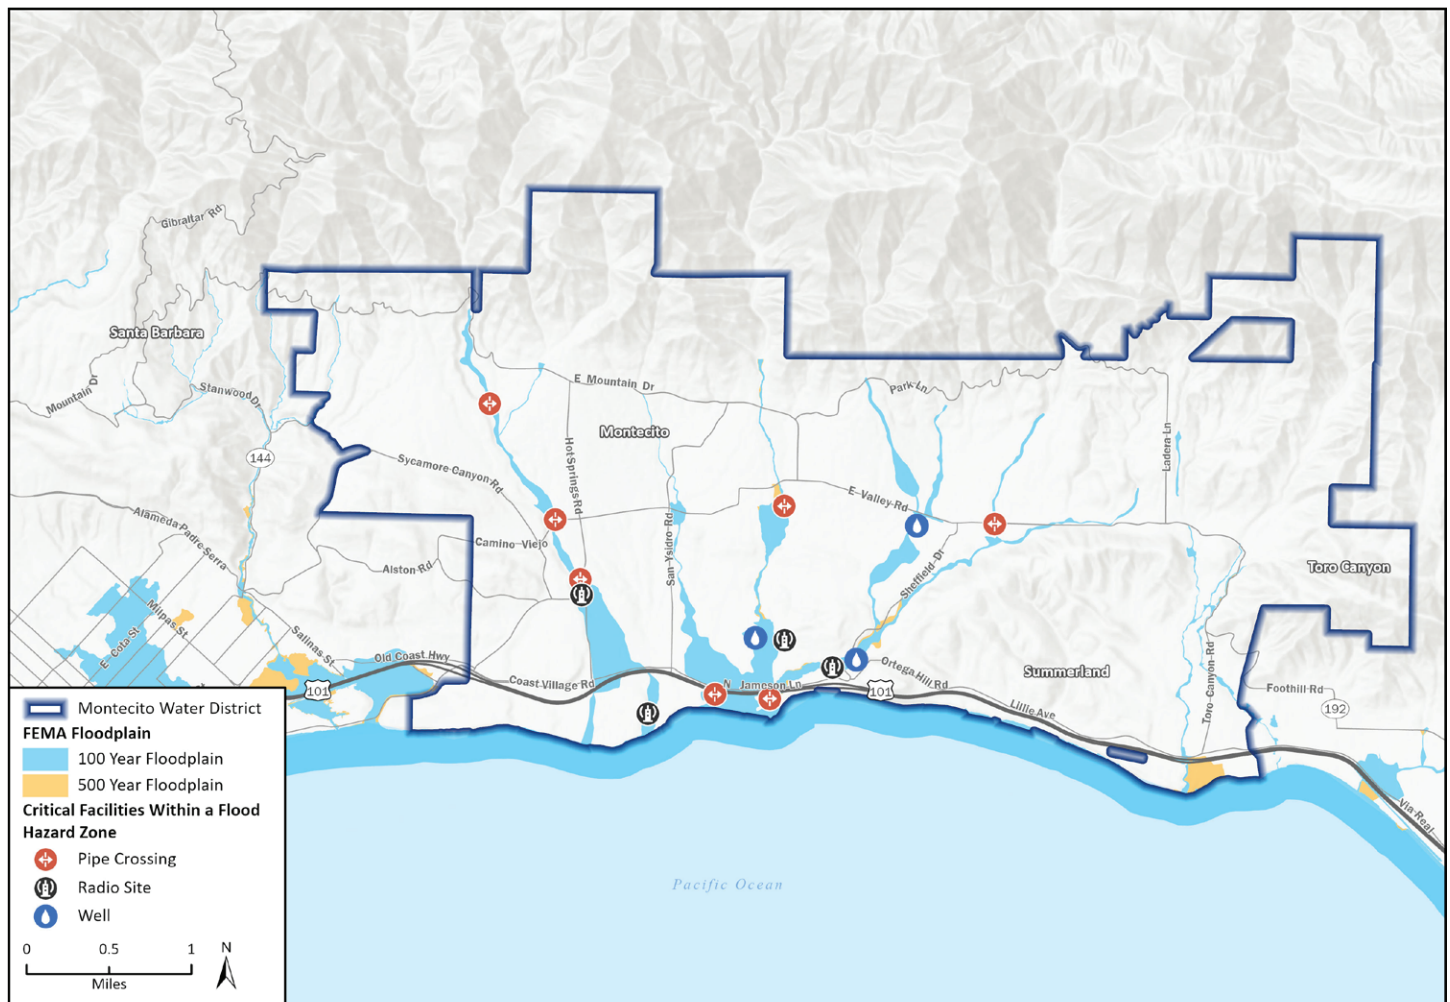 Gibraltar Rd
Santa Barbara
Mountain Dr
Stanwood Dr
144
E Mountain Dr
Park Ln
Montecito
Hot Springs Rd
Ladera Ln
Sycamore Canyon Rd
E Valley Rd
Alameda Padre Serra
Camino Viejo
San Ysidro Rd
Alston Rd
Sheffield Dr
Toro Canyon
Milpas St
E Cota St
Salinas St
Old Coast Hwy
101
Coast Village Rd
N Jameson Ln
Ortega Hill Rd
101
Summerland
Toro Canyon Rd
Foothill Rd
192
Lillie Ave
Via Real
Pacific Ocean
Montecito Water District
FEMA Floodplain
100 Year Floodplain
500 Year Floodplain
Critical Facilities Within a Flood
Hazard Zone
Pipe Crossing
Radio Site
Well
0 0.5 1
Miles
N